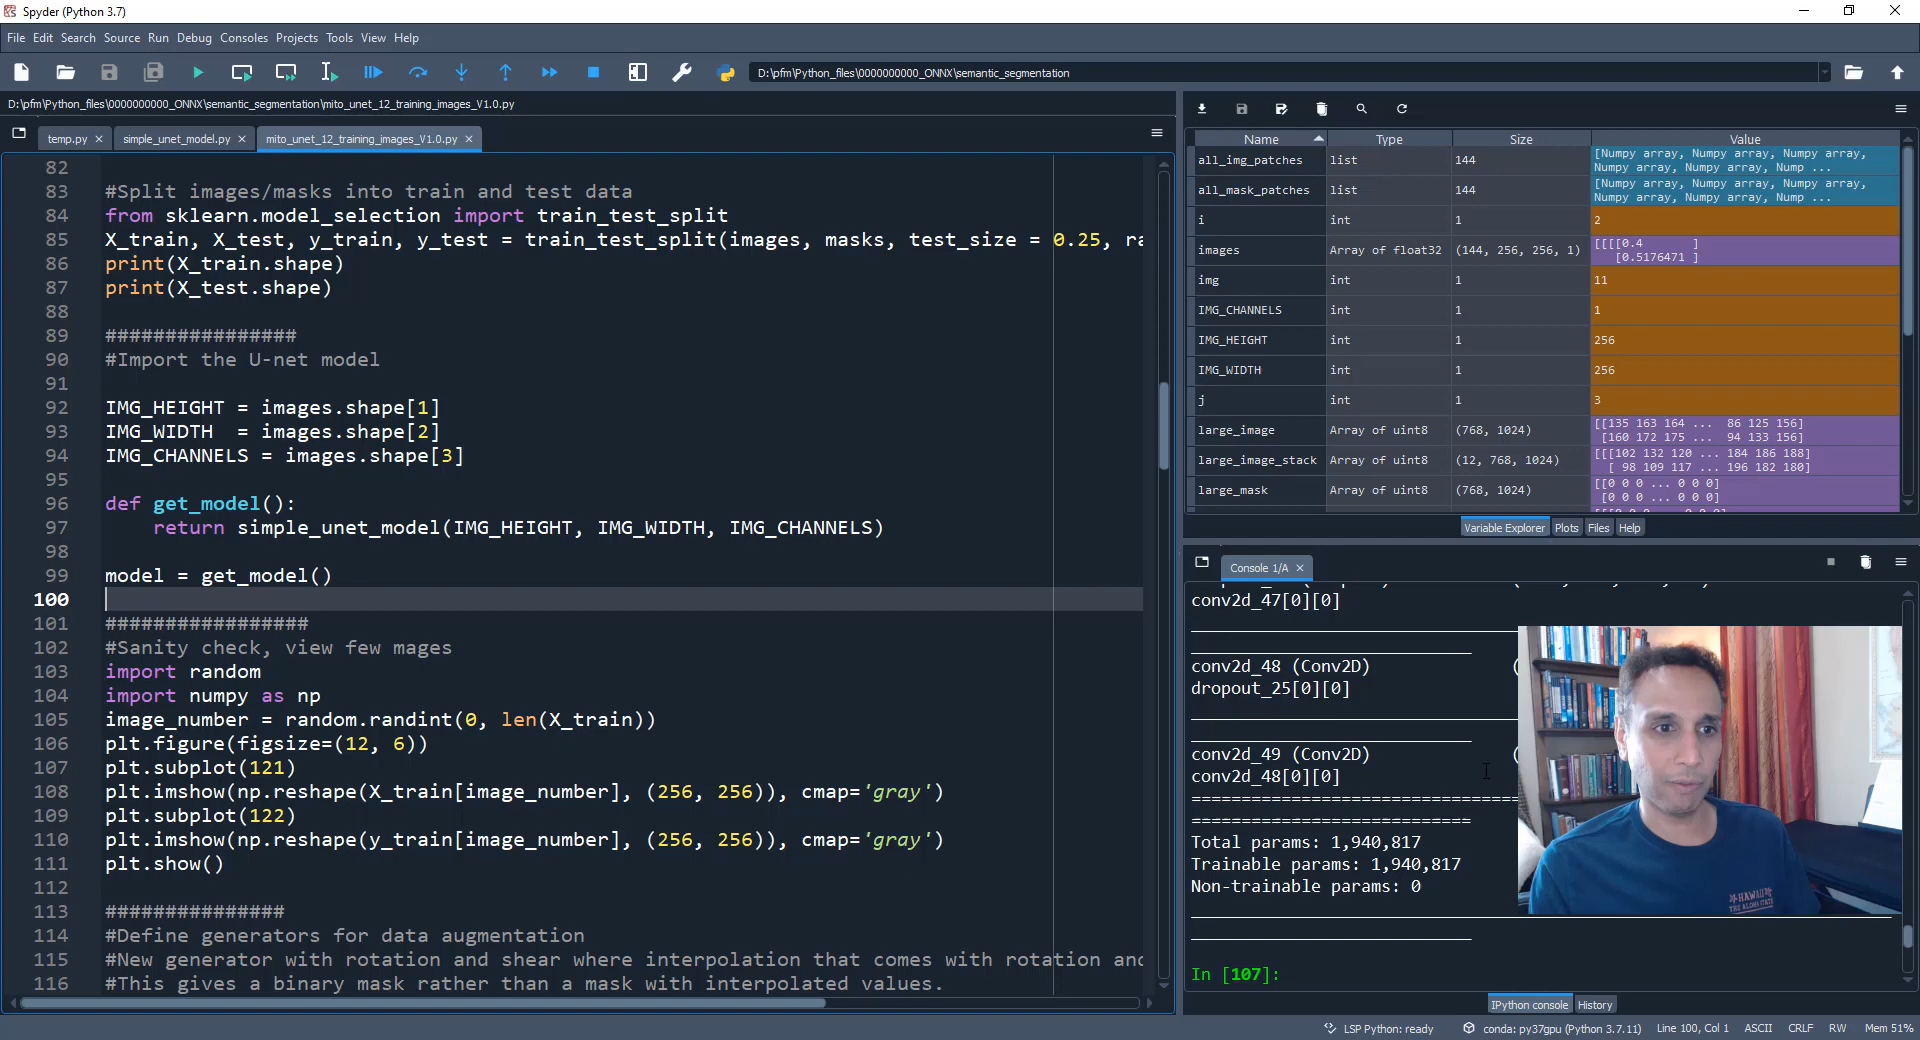 Spyder (Python 3.7)
File Edit Search Source Run Debug Consoles Projects Tools View Help
D:\pfm\Python_files\0000000000_ONNX\semantic_segmentation
D:\pfm\Python_files\0000000000_ONNX\semantic_segmentation\mito_unet_12_training_images_V1.0.py
temp.py
simple_unet_model.py
mito_unet_12_training_images_V1.0.py
82
83 #Split images/masks into train and test data
84 from sklearn.model_selection import train_test_split
85 X_train, X_test, y_train, y_test = train_test_split(images, masks, test_size = 0.25, ra
86 print(X_train.shape)
87 print(X_test.shape)
88
89 ################
90 #Import the U-net model
91
92 IMG_HEIGHT = images.shape[1]
93 IMG_WIDTH  = images.shape[2]
94 IMG_CHANNELS = images.shape[3]
95
96 def get_model():
97     return simple_unet_model(IMG_HEIGHT, IMG_WIDTH, IMG_CHANNELS)
98
99 model = get_model()
100
101 #################
102 #Sanity check, view few mages
103 import random
104 import numpy as np
105 image_number = random.randint(0, len(X_train))
106 plt.figure(figsize=(12, 6))
107 plt.subplot(121)
108 plt.imshow(np.reshape(X_train[image_number], (256, 256)), cmap='gray')
109 plt.subplot(122)
110 plt.imshow(np.reshape(y_train[image_number], (256, 256)), cmap='gray')
111 plt.show()
112
113 ###############
114 #Define generators for data augmentation
115 #New generator with rotation and shear where interpolation that comes with rotation and
116 #This gives a binary mask rather than a mask with interpolated values.
Name Type Size Value
all_img_patches list 144 [Numpy array, Numpy array, Numpy array,
Numpy array, Numpy array, Nump ...
all_mask_patches list 144 [Numpy array, Numpy array, Numpy array,
Numpy array, Numpy array, Nump ...
i int 1 2
images Array of float32 (144, 256, 256, 1) [[[[0.4 ]
[0.5176471 ]
img int 1 11
IMG_CHANNELS int 1 1
IMG_HEIGHT int 1 256
IMG_WIDTH int 1 256
j int 1 3
large_image Array of uint8 (768, 1024) [[135 163 164 ... 86 125 156]
[160 172 175 ... 94 133 156]
large_image_stack Array of uint8 (12, 768, 1024) [[[102 132 120 ... 184 186 188]
[ 98 109 117 ... 196 182 180]
large_mask Array of uint8 (768, 1024) [[0 0 0 ... 0 0 0]
[0 0 0 ... 0 0 0]
Variable Explorer Plots Files Help
Console 1/A
conv2d_47[0][0]
conv2d_48 (Conv2D) (
dropout_25[0][0]
conv2d_49 (Conv2D) (
conv2d_48[0][0]
Total params: 1,940,817
Trainable params: 1,940,817
Non-trainable params: 0
In [107]:
HAWAII
THE ALOHA STATE
IPython console History
LSP Python: ready conda: py37gpu (Python 3.7.11) Line 100, Col 1 ASCII CRLF RW Mem 51%